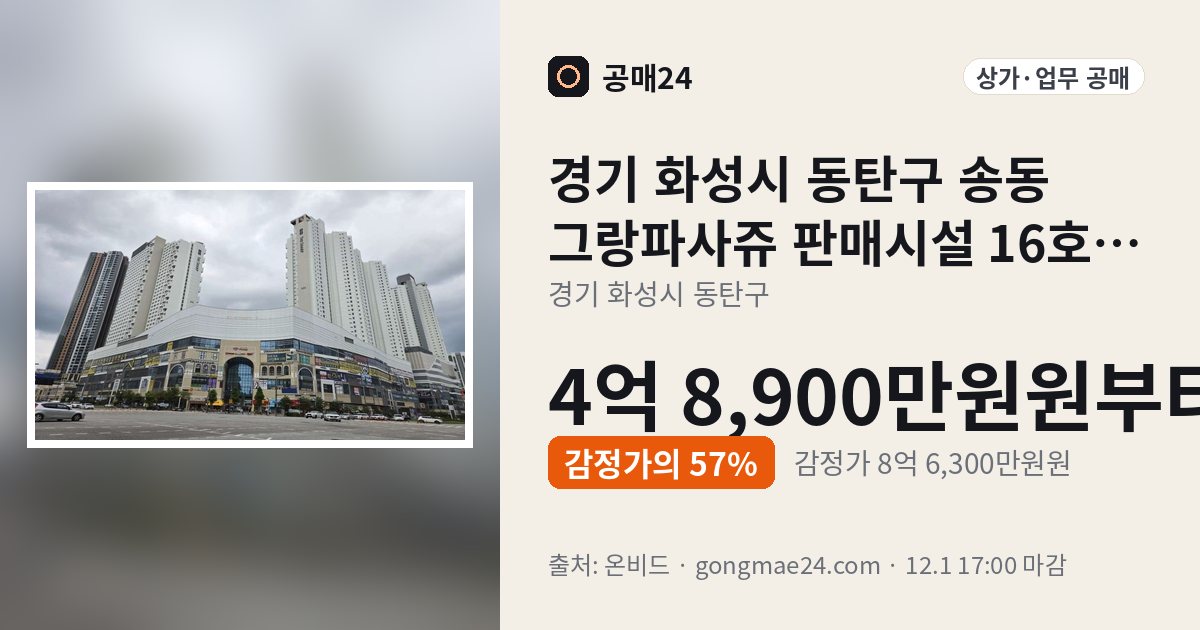 공매24
상가·업무 공매
경기 화성시 동탄구 송동
그랑파사쥬 판매시설 16호…
경기 화성시 동탄구
4억 8,900만원원부터
감정가의 57%
감정가 8억 6,300만원원
출처: 온비드 · gongmae24.com · 12.1 17:00 마감